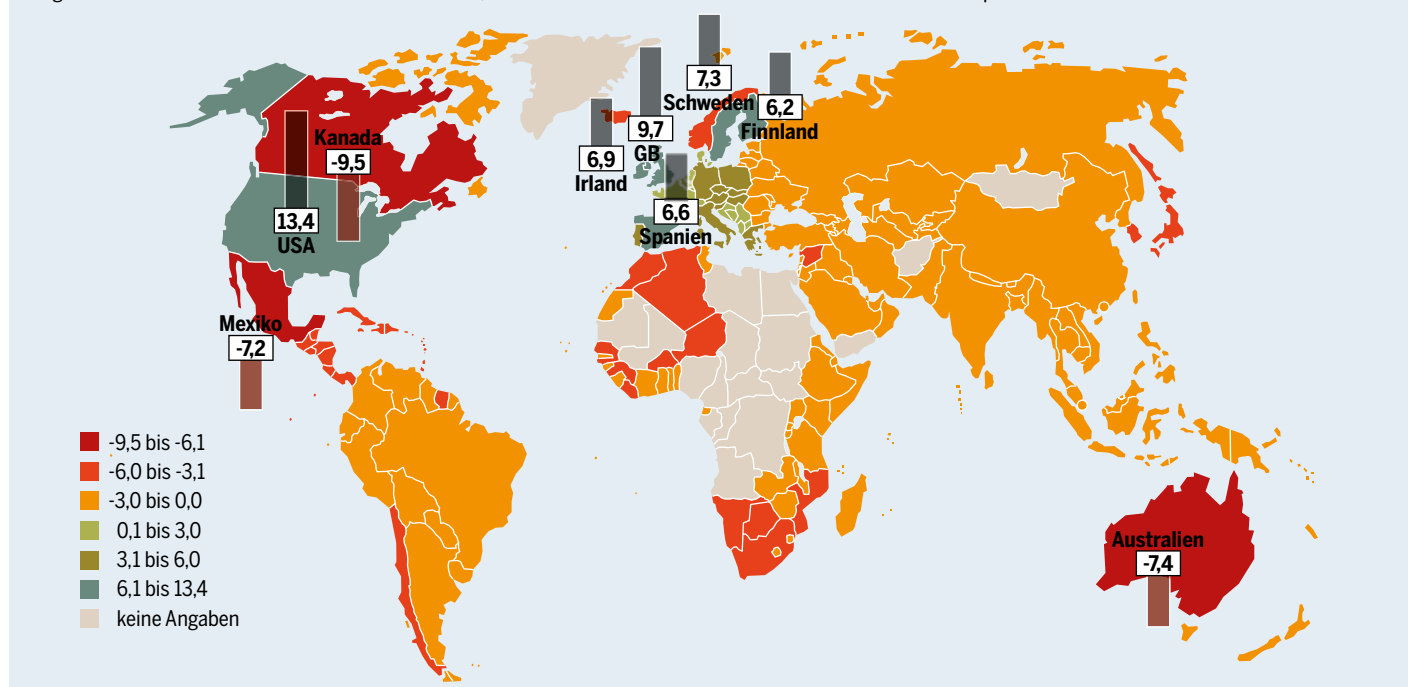 7,3
Schweden
6,2
Finnland
9,7
GB
6,9
Irland
6,6
Spanien
Kanada
-9,5
13,4
USA
Mexiko
-7,2
Australien
-7,4
-9,5 bis -6,1
-6,0 bis -3,1
-3,0 bis 0,0
0,1 bis 3,0
3,1 bis 6,0
6,1 bis 13,4
keine Angaben